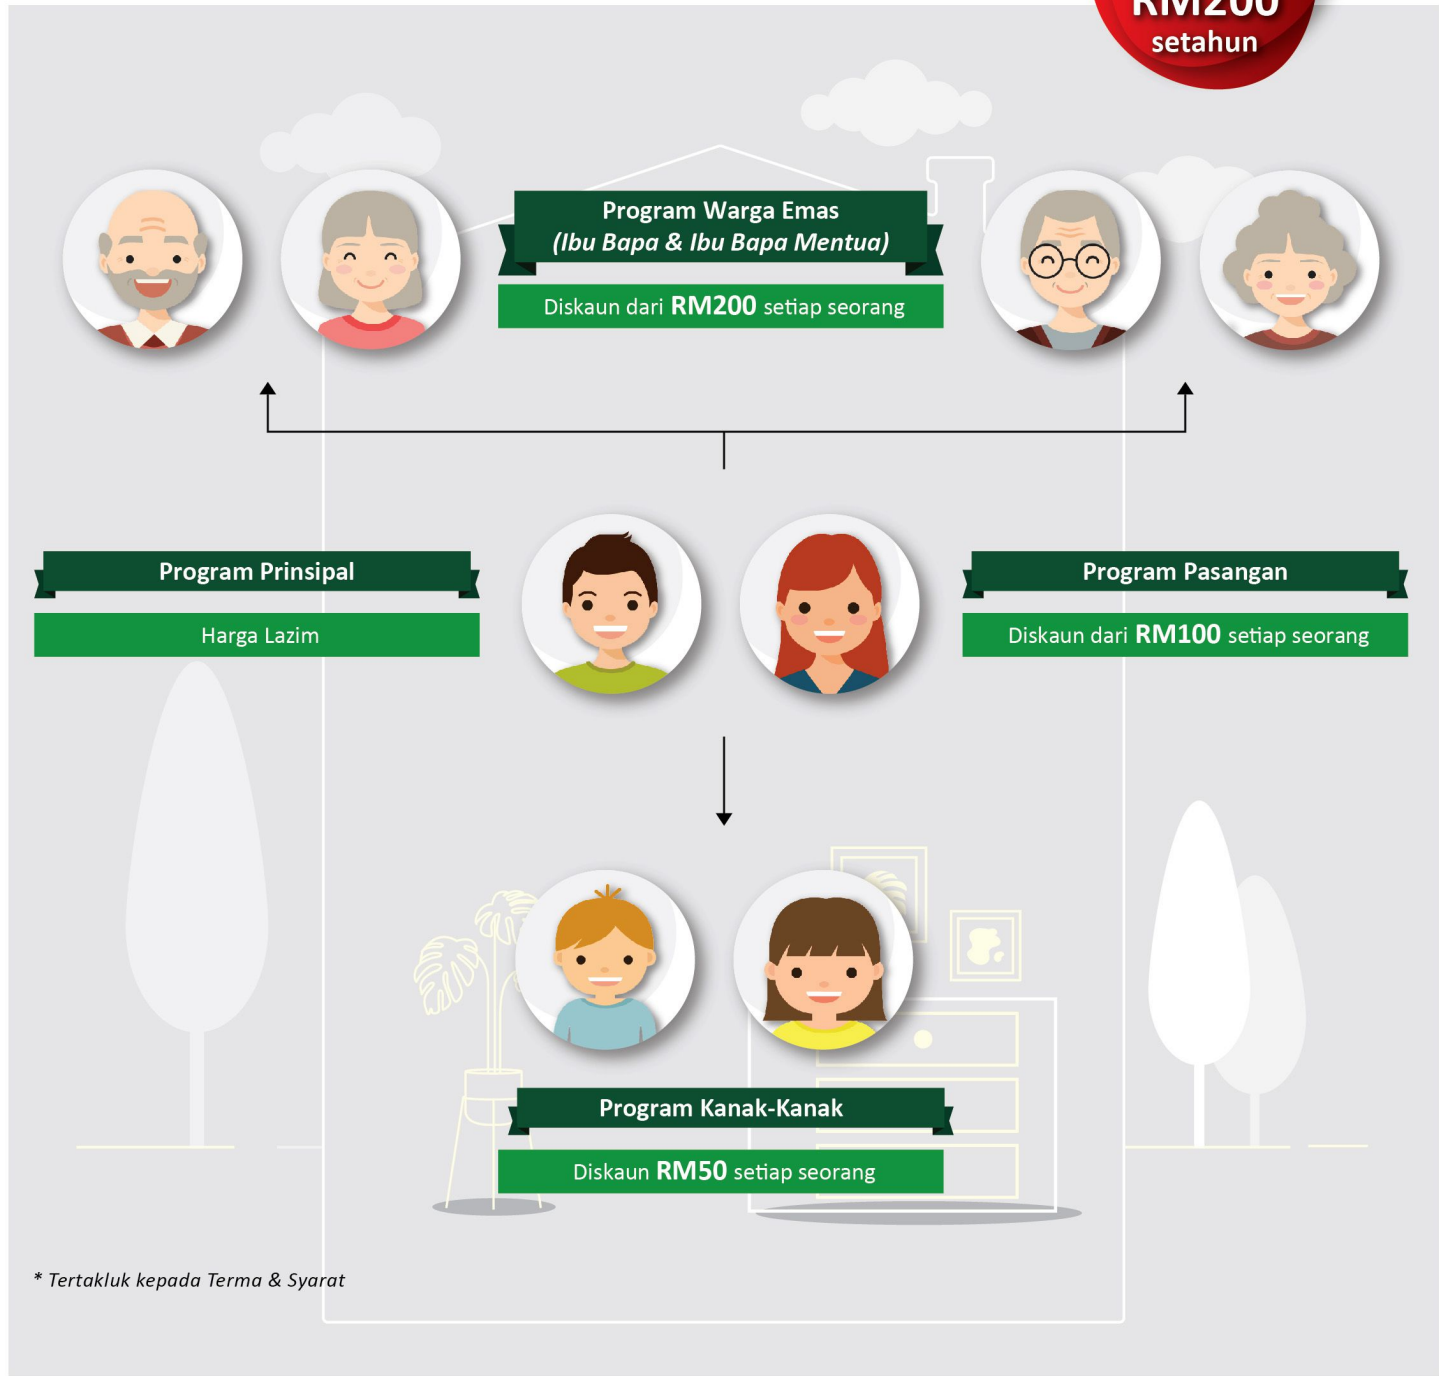 RM200
setahun
Program Warga Emas
(Ibu Bapa & Ibu Bapa Mentua)
Diskaun dari RM200 setiap seorang
Program Prinsipal
Harga Lazim
Program Pasangan
Diskaun dari RM100 setiap seorang
Program Kanak-Kanak
Diskaun RM50 setiap seorang
* Tertakluk kepada Terma & Syarat